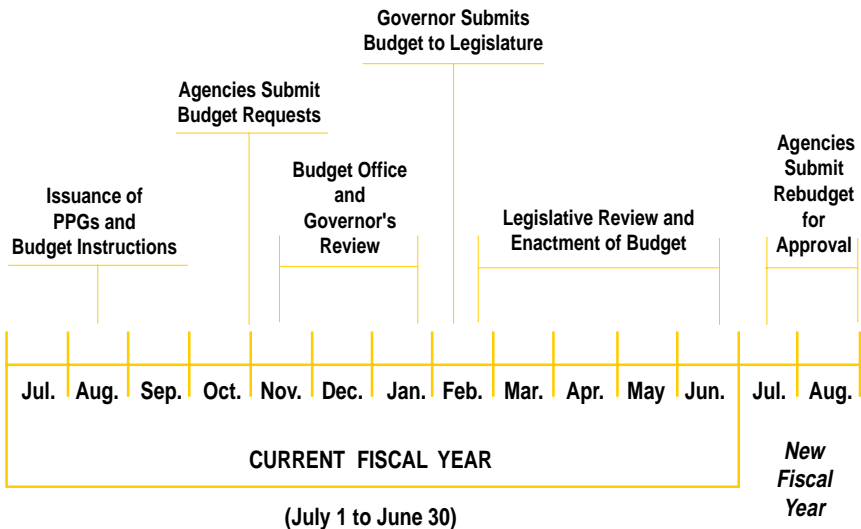 Governor Submits
Budget to Legislature
Agencies Submit
Budget Requests
Budget Office
and
Governor's
Review
Agencies
Submit
Rebudget
for
Approval
Issuance of
PPGs and
Budget Instructions
Legislative Review and
Enactment of Budget
Jul. Aug. Sep. Oct. Nov. Dec. Jan. Feb. Mar. Apr. May Jun. Jul. Aug.
CURRENT FISCAL YEAR
(July 1 to June 30)
New
Fiscal
Year